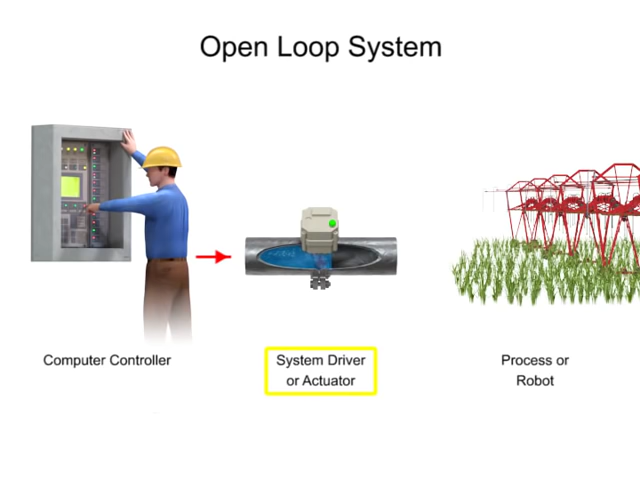 Open Loop System
Computer Controller
System Driver
or Actuator
Process or
Robot